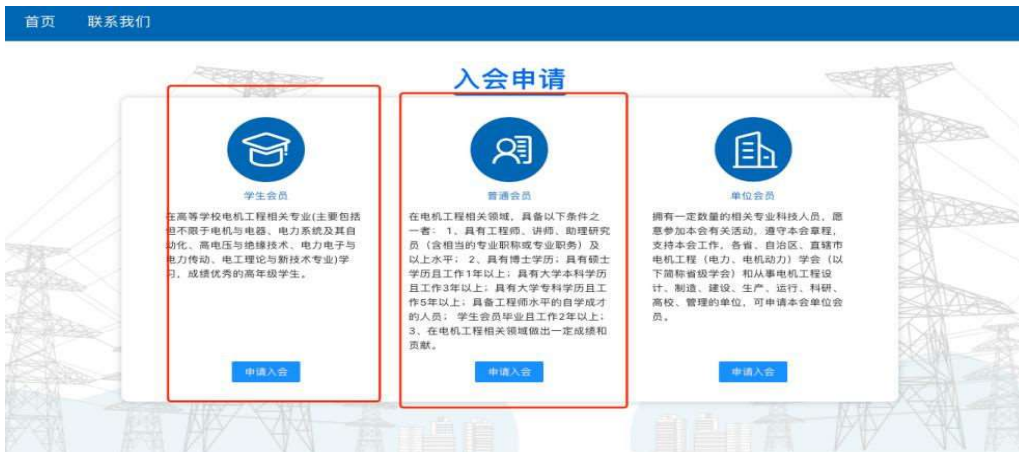 首页 联系我们
入会申请
学生会员
在高等学校电机工程相关专业(主要包括
但不限于电机与电器、电力系统及其自
动化、高电压与绝缘技术、电力电子与
电力传动、电工理论与新技术专业)学
习，成绩优秀的高年级学生。
申请入会
普通会员
在电机工程相关领域，具备以下条件之
一者： 1、具有工程师、讲师、助理研究
员（含相当的专业职称或专业职务）及
以上水平； 2、具有博士学历；具有硕士
学历且工作1年以上；具有大学本科学历
且工作3年以上；具有大学专科学历且工
作5年以上；具备工程师水平的自学成才
的人员； 学生会员毕业且工作2年以上；
3、在电机工程相关领域做出一定成绩和
贡献。
申请入会
单位会员
拥有一定数量的相关专业科技人员，愿
意参加本会有关活动，遵守本会章程，
支持本会工作，各省、自治区、直辖市
电机工程（电力、电机动力）学会（以
下简称省级学会）和从事电机工程设
计、制造、建设、生产、运行、科研、
高校、管理的单位，可申请本会单位会
员。
申请入会